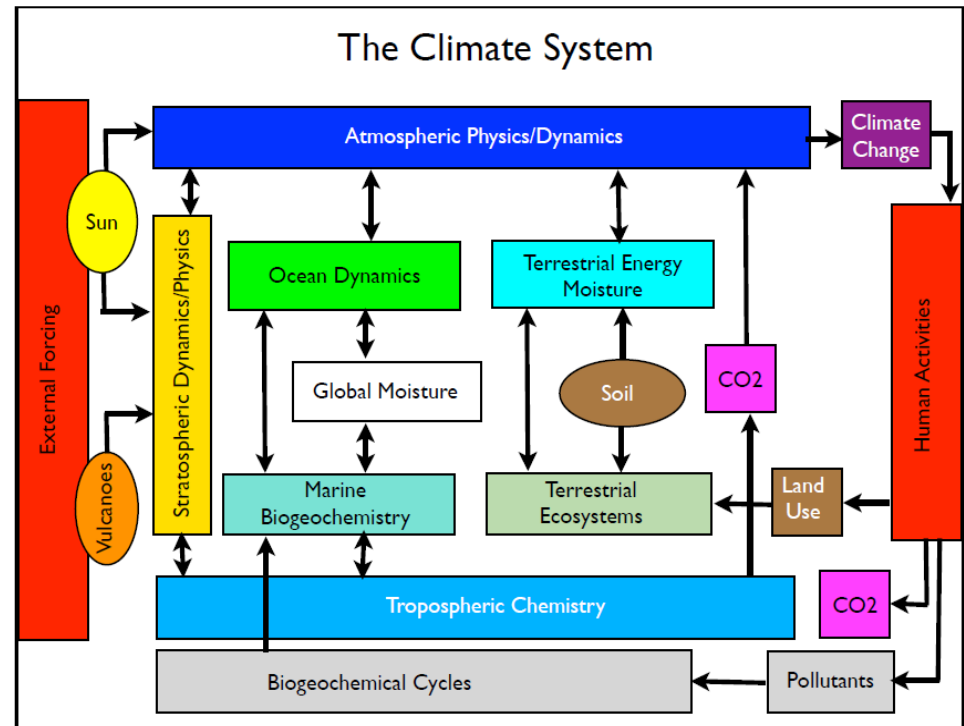 The Climate System
External Forcing
Sun
Vulcanoes
Stratospheric Dynamics/Physics
Atmospheric Physics/Dynamics
Climate
Change
Ocean Dynamics
Terrestrial Energy
Moisture
Global Moisture
Soil
CO2
Human Activities
Marine
Biogeochemistry
Terrestrial
Ecosystems
Land
Use
Tropospheric Chemistry
CO2
Biogeochemical Cycles
Pollutants